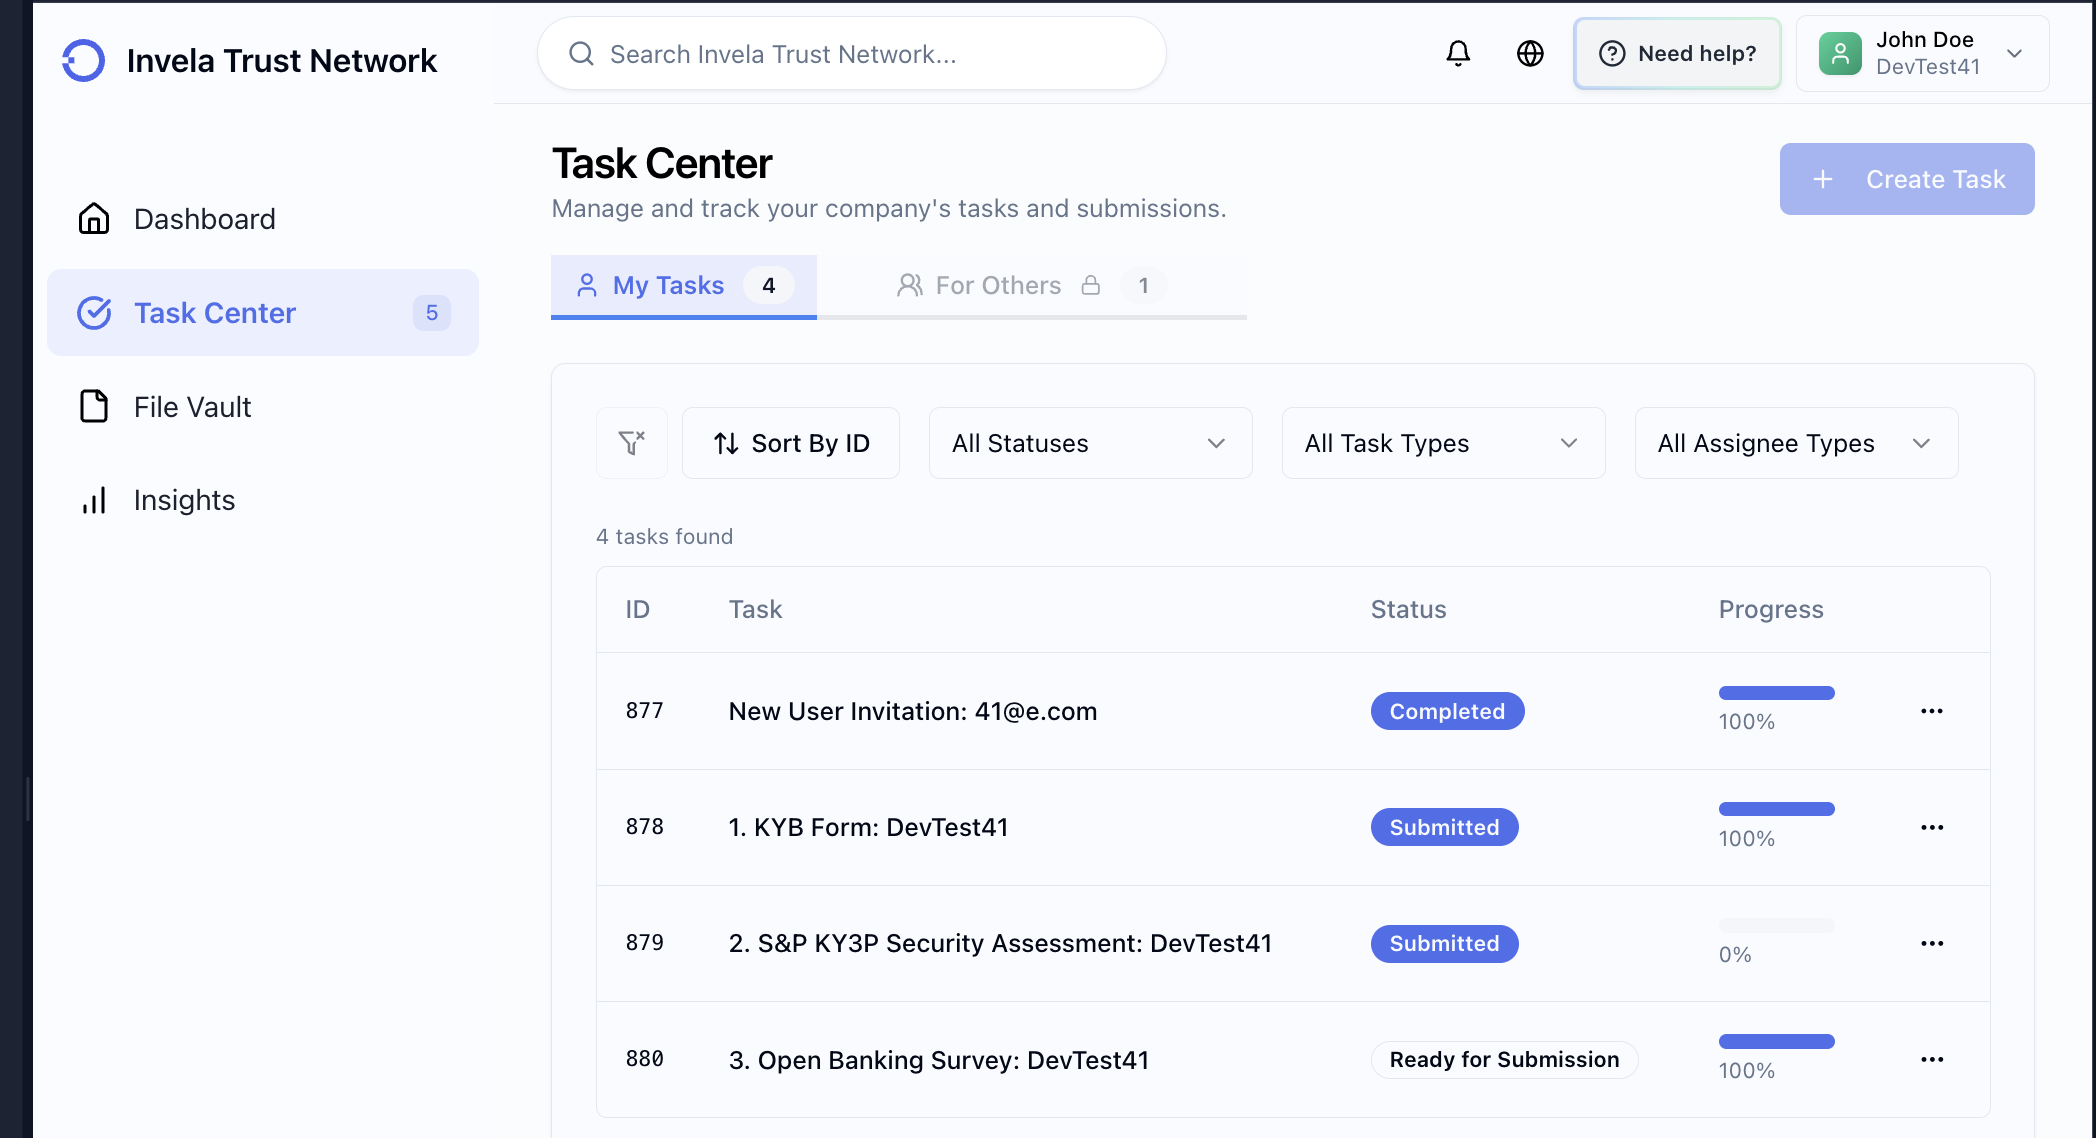 Invela Trust Network
Search Invela Trust Network...
Need help?
John Doe
DevTest41
Dashboard
Task Center 5
File Vault
Insights
Task Center
Manage and track your company's tasks and submissions.
Create Task
My Tasks 4 For Others 1
Sort By ID All Statuses All Task Types All Assignee Types
4 tasks found
ID Task Status Progress
877 New User Invitation: 41@e.com Completed 100%
878 1. KYB Form: DevTest41 Submitted 100%
879 2. S&P KY3P Security Assessment: DevTest41 Submitted 0%
880 3. Open Banking Survey: DevTest41 Ready for Submission 100%